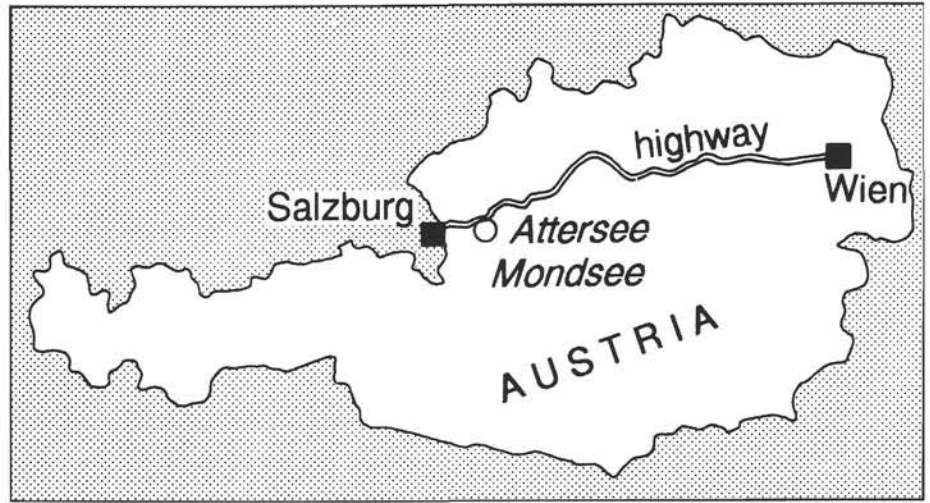 highway
Wien
Salzburg
Attersee
Mondsee
AUSTRIA